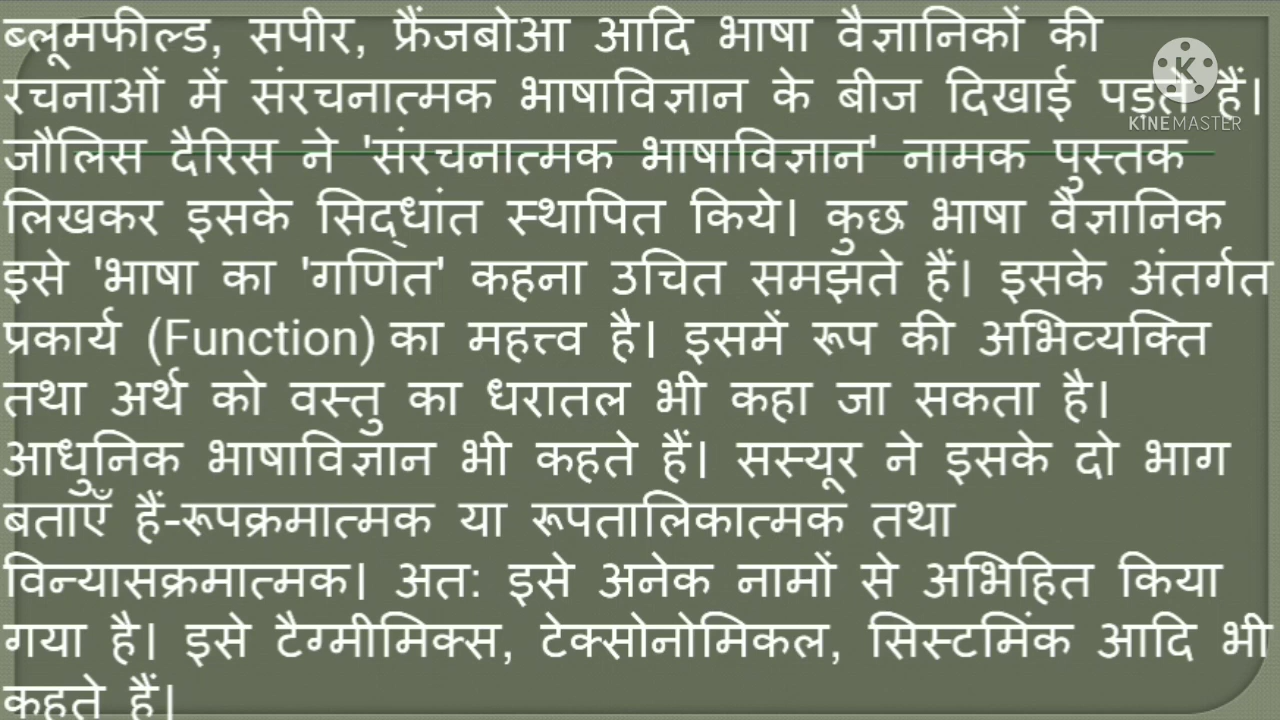 ब्लूमफील्ड, सपीर, फ्रैंजबोआ आदि भाषा वैज्ञानिकों की
रचनाओं में संरचनात्मक भाषाविज्ञान के बीज दिखाई पड़ते हैं।
KINEMASTER
जौलिस दैरिस ने 'संरचनात्मक भाषाविज्ञान' नामक पुस्तक
लिखकर इसके सिद्धांत स्थापित किये। कुछ भाषा वैज्ञानिक
इसे 'भाषा का 'गणित' कहना उचित समझते हैं। इसके अंतर्गत
प्रकार्य (Function) का महत्त्व है। इसमें रूप की अभिव्यक्ति
तथा अर्थ को वस्तु का धरातल भी कहा जा सकता है।
आधुनिक भाषाविज्ञान भी कहते हैं। सस्यूर ने इसके दो भाग
बताएँ हैं-रूपक्रमात्मक या रूपतालिकात्मक तथा
विन्यासक्रमात्मक। अत: इसे अनेक नामों से अभिहित किया
गया है। इसे टैग्मीमिक्स, टेक्सोनोमिकल, सिस्टमिंक आदि भी
कहते हैं।